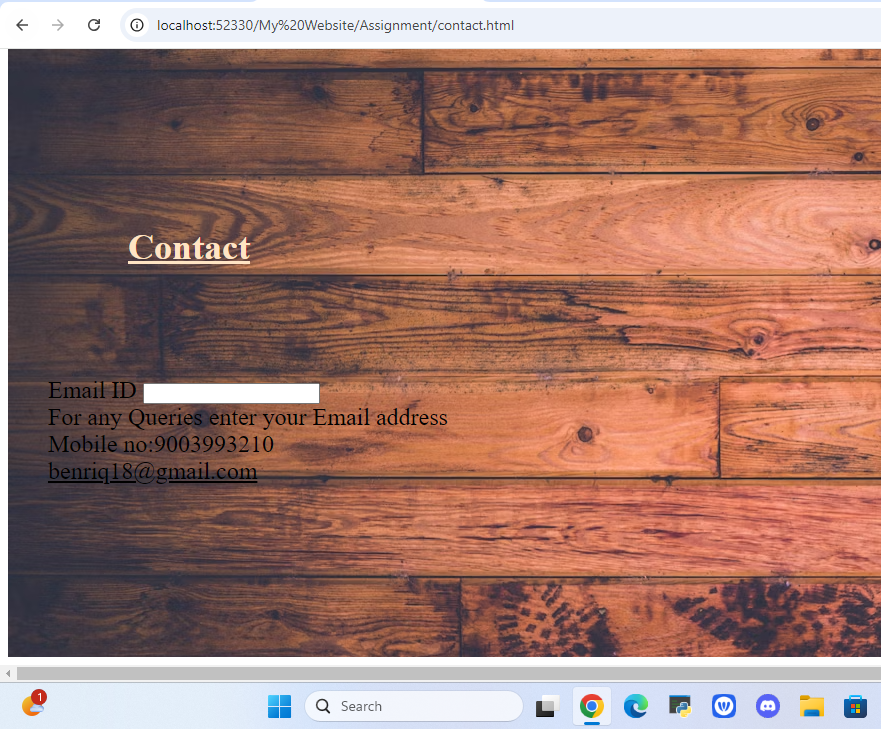 localhost:52330/My%20Website/Assignment/contact.html
Contact
Email ID
For any Queries enter your Email address
Mobile no:9003993210
benriq18@gmail.com
1
Search